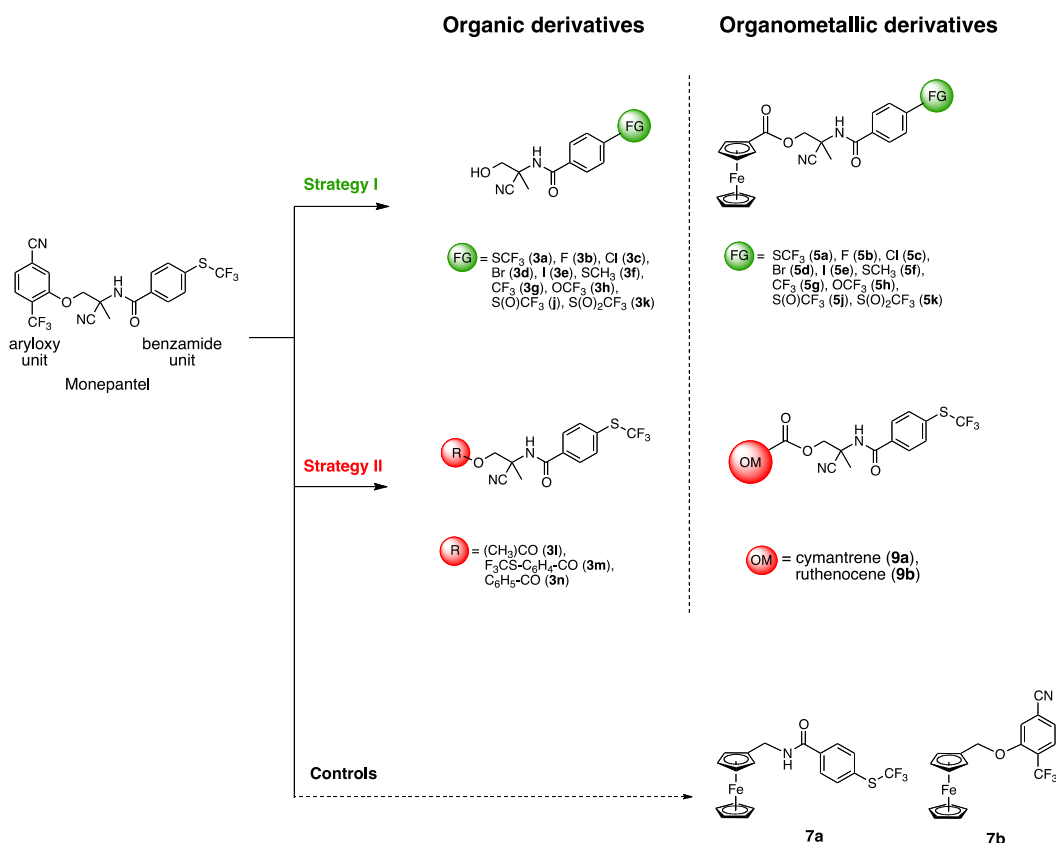 Organic derivatives
Organometallic derivatives
FG
HO
NC
H
N
O
FG
O
O
NC
H
N
O
Fe
Strategy I
FG = SCF₃ (3a), F (3b), Cl (3c),
Br (3d), I (3e), SCH₃ (3f),
CF₃ (3g), OCF₃ (3h),
S(O)CF₃ (j), S(O)₂CF₃ (3k)
FG = SCF₃ (5a), F (5b), Cl (5c),
Br (5d), I (5e), SCH₃ (5f),
CF₃ (5g), OCF₃ (5h),
S(O)CF₃ (5j), S(O)₂CF₃ (5k)
CN
O
CF₃
NC
H
N
O
S
CF₃
aryloxy
unit
benzamide
unit
Monepantel
Strategy II
R
O
NC
H
N
O
S
CF₃
OM
O
O
NC
H
N
O
S
CF₃
R = (CH₃)CO (3l),
F₃CS-C₆H₄-CO (3m),
C₆H₅-CO (3n)
OM = cymantrene (9a),
ruthenocene (9b)
Controls
O
N
H
S
CF₃
Fe
7a
CN
O
CF₃
Fe
7b